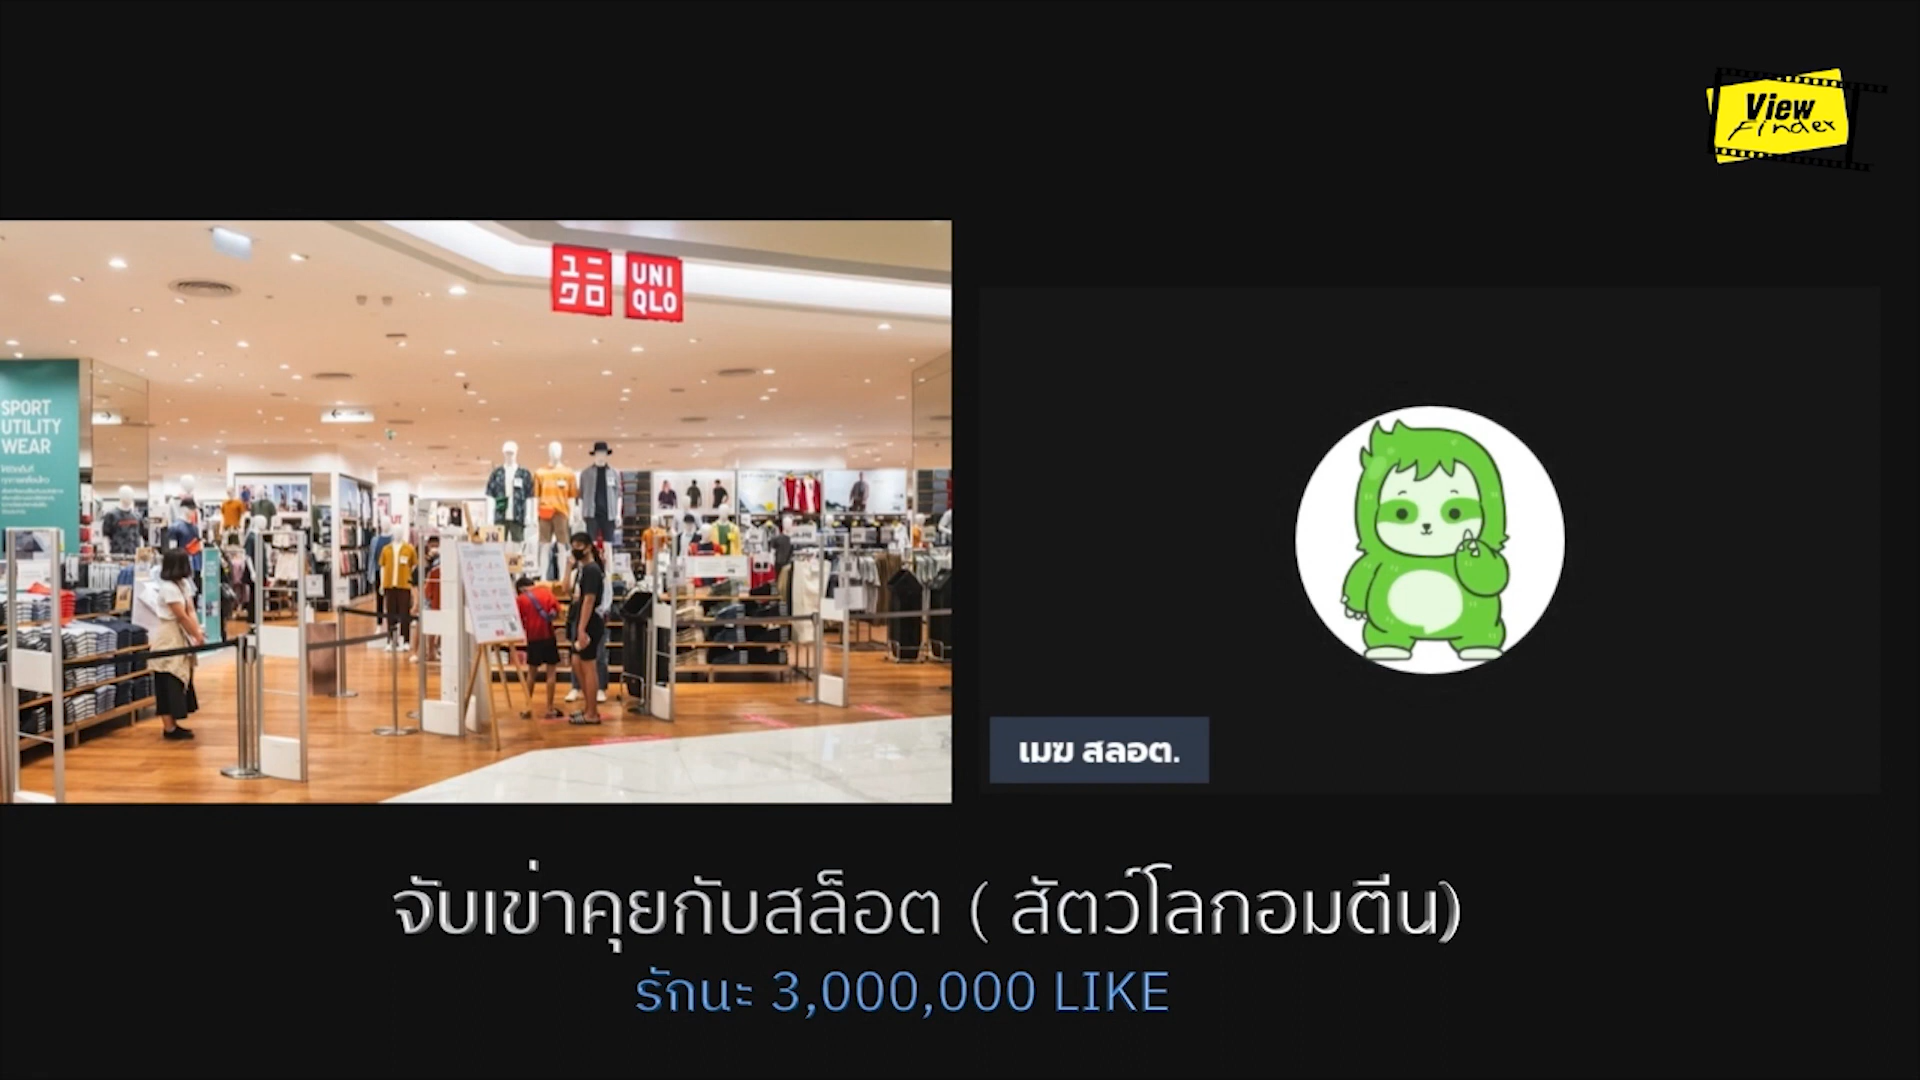 View
Finder
ユニ
クロ
UNI
QLO
SPORT
UTILITY
WEAR
เมฆ สลอต.
จับเข่าคุยกับสล็อต ( สัตว์โลกอมตีน)
รักนะ 3,000,000 LIKE